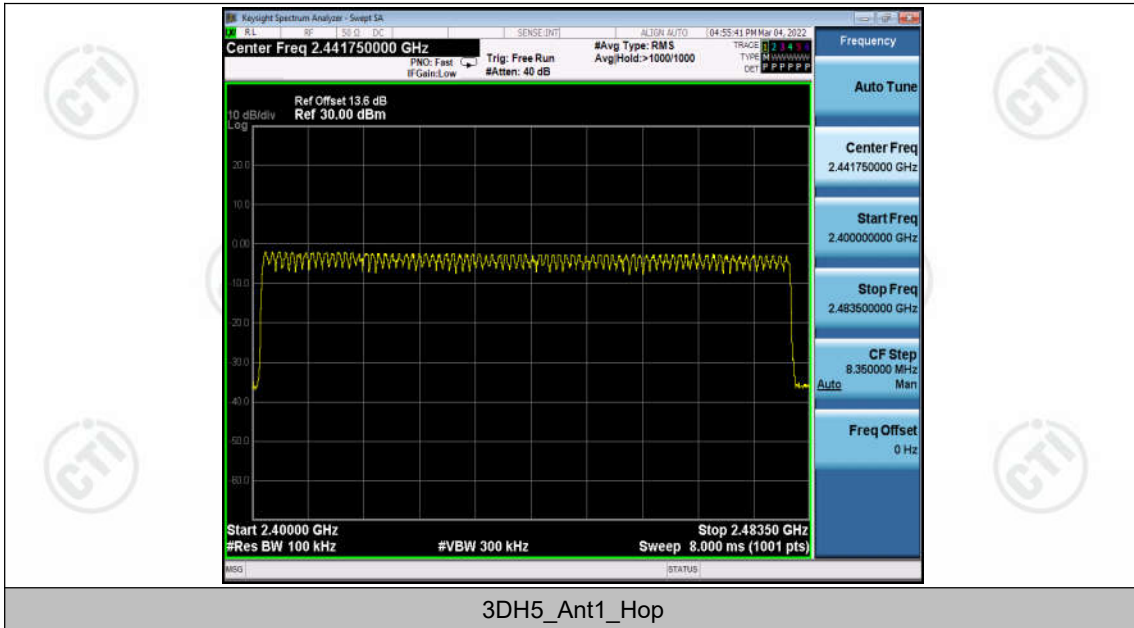 Keysight Spectrum Analyzer - Swept SA
RL RF 50 Ω DC SENSE:INT ALIGN AUTO 04:55:41 PM Mar 04, 2022
Center Freq 2.441750000 GHz
PNO: Fast
IFGain:Low
Trig: Free Run
#Atten: 40 dB
#Avg Type: RMS
Avg|Hold:>1000/1000
TRACE 1 2 3 4 5 6
TYPE M WWWWW
DET P P P P P P
Ref Offset 13.6 dB
10 dB/div Ref 30.00 dBm
Log
20.0
10.0
0.00
-10.0
-20.0
-30.0
-40.0
-50.0
-60.0
Start 2.40000 GHz Stop 2.48350 GHz
#Res BW 100 kHz #VBW 300 kHz Sweep 8.000 ms (1001 pts)
MSG STATUS
Frequency
Auto Tune
Center Freq
2.441750000 GHz
Start Freq
2.400000000 GHz
Stop Freq
2.483500000 GHz
CF Step
8.350000 MHz
Auto Man
Freq Offset
0 Hz
CTI
CTI
CTI
CTI
3DH5_Ant1_Hop